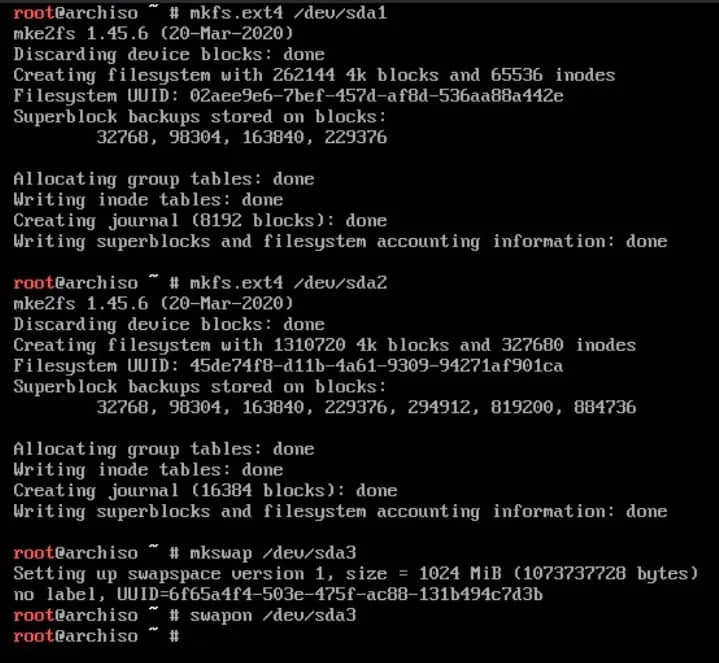 root@archiso ~ # mkfs.ext4 /dev/sda1
mke2fs 1.45.6 (20-Mar-2020)
Discarding device blocks: done
Creating filesystem with 262144 4k blocks and 65536 inodes
Filesystem UUID: 02aee9e6-7bef-457d-af8d-536aa88a442e
Superblock backups stored on blocks:
        32768, 98304, 163840, 229376

Allocating group tables: done
Writing inode tables: done
Creating journal (8192 blocks): done
Writing superblocks and filesystem accounting information: done

root@archiso ~ # mkfs.ext4 /dev/sda2
mke2fs 1.45.6 (20-Mar-2020)
Discarding device blocks: done
Creating filesystem with 1310720 4k blocks and 327680 inodes
Filesystem UUID: 45de74f8-d11b-4a61-9309-94271af901ca
Superblock backups stored on blocks:
        32768, 98304, 163840, 229376, 294912, 819200, 884736

Allocating group tables: done
Writing inode tables: done
Creating journal (16384 blocks): done
Writing superblocks and filesystem accounting information: done

root@archiso ~ # mkswap /dev/sda3
Setting up swapspace version 1, size = 1024 MiB (1073737728 bytes)
no label, UUID=6f65a4f4-503e-475f-ac88-131b494c7d3b
root@archiso ~ # swapon /dev/sda3
root@archiso ~ #